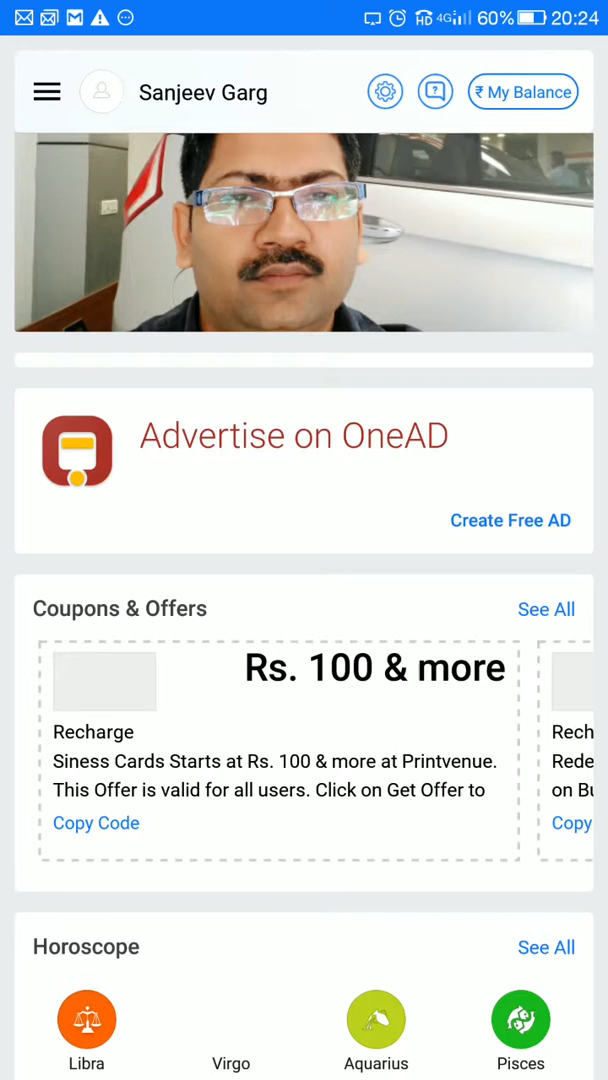 HD 4G 60% 20:24
Sanjeev Garg
? ₹ My Balance
Advertise on OneAD
Create Free AD
Coupons & Offers See All
Rs. 100 & more
Recharge
Siness Cards Starts at Rs. 100 & more at Printvenue.
This Offer is valid for all users. Click on Get Offer to
Copy Code
Rech
Rede
on Bu
Copy
Horoscope See All
Libra Virgo Aquarius Pisces